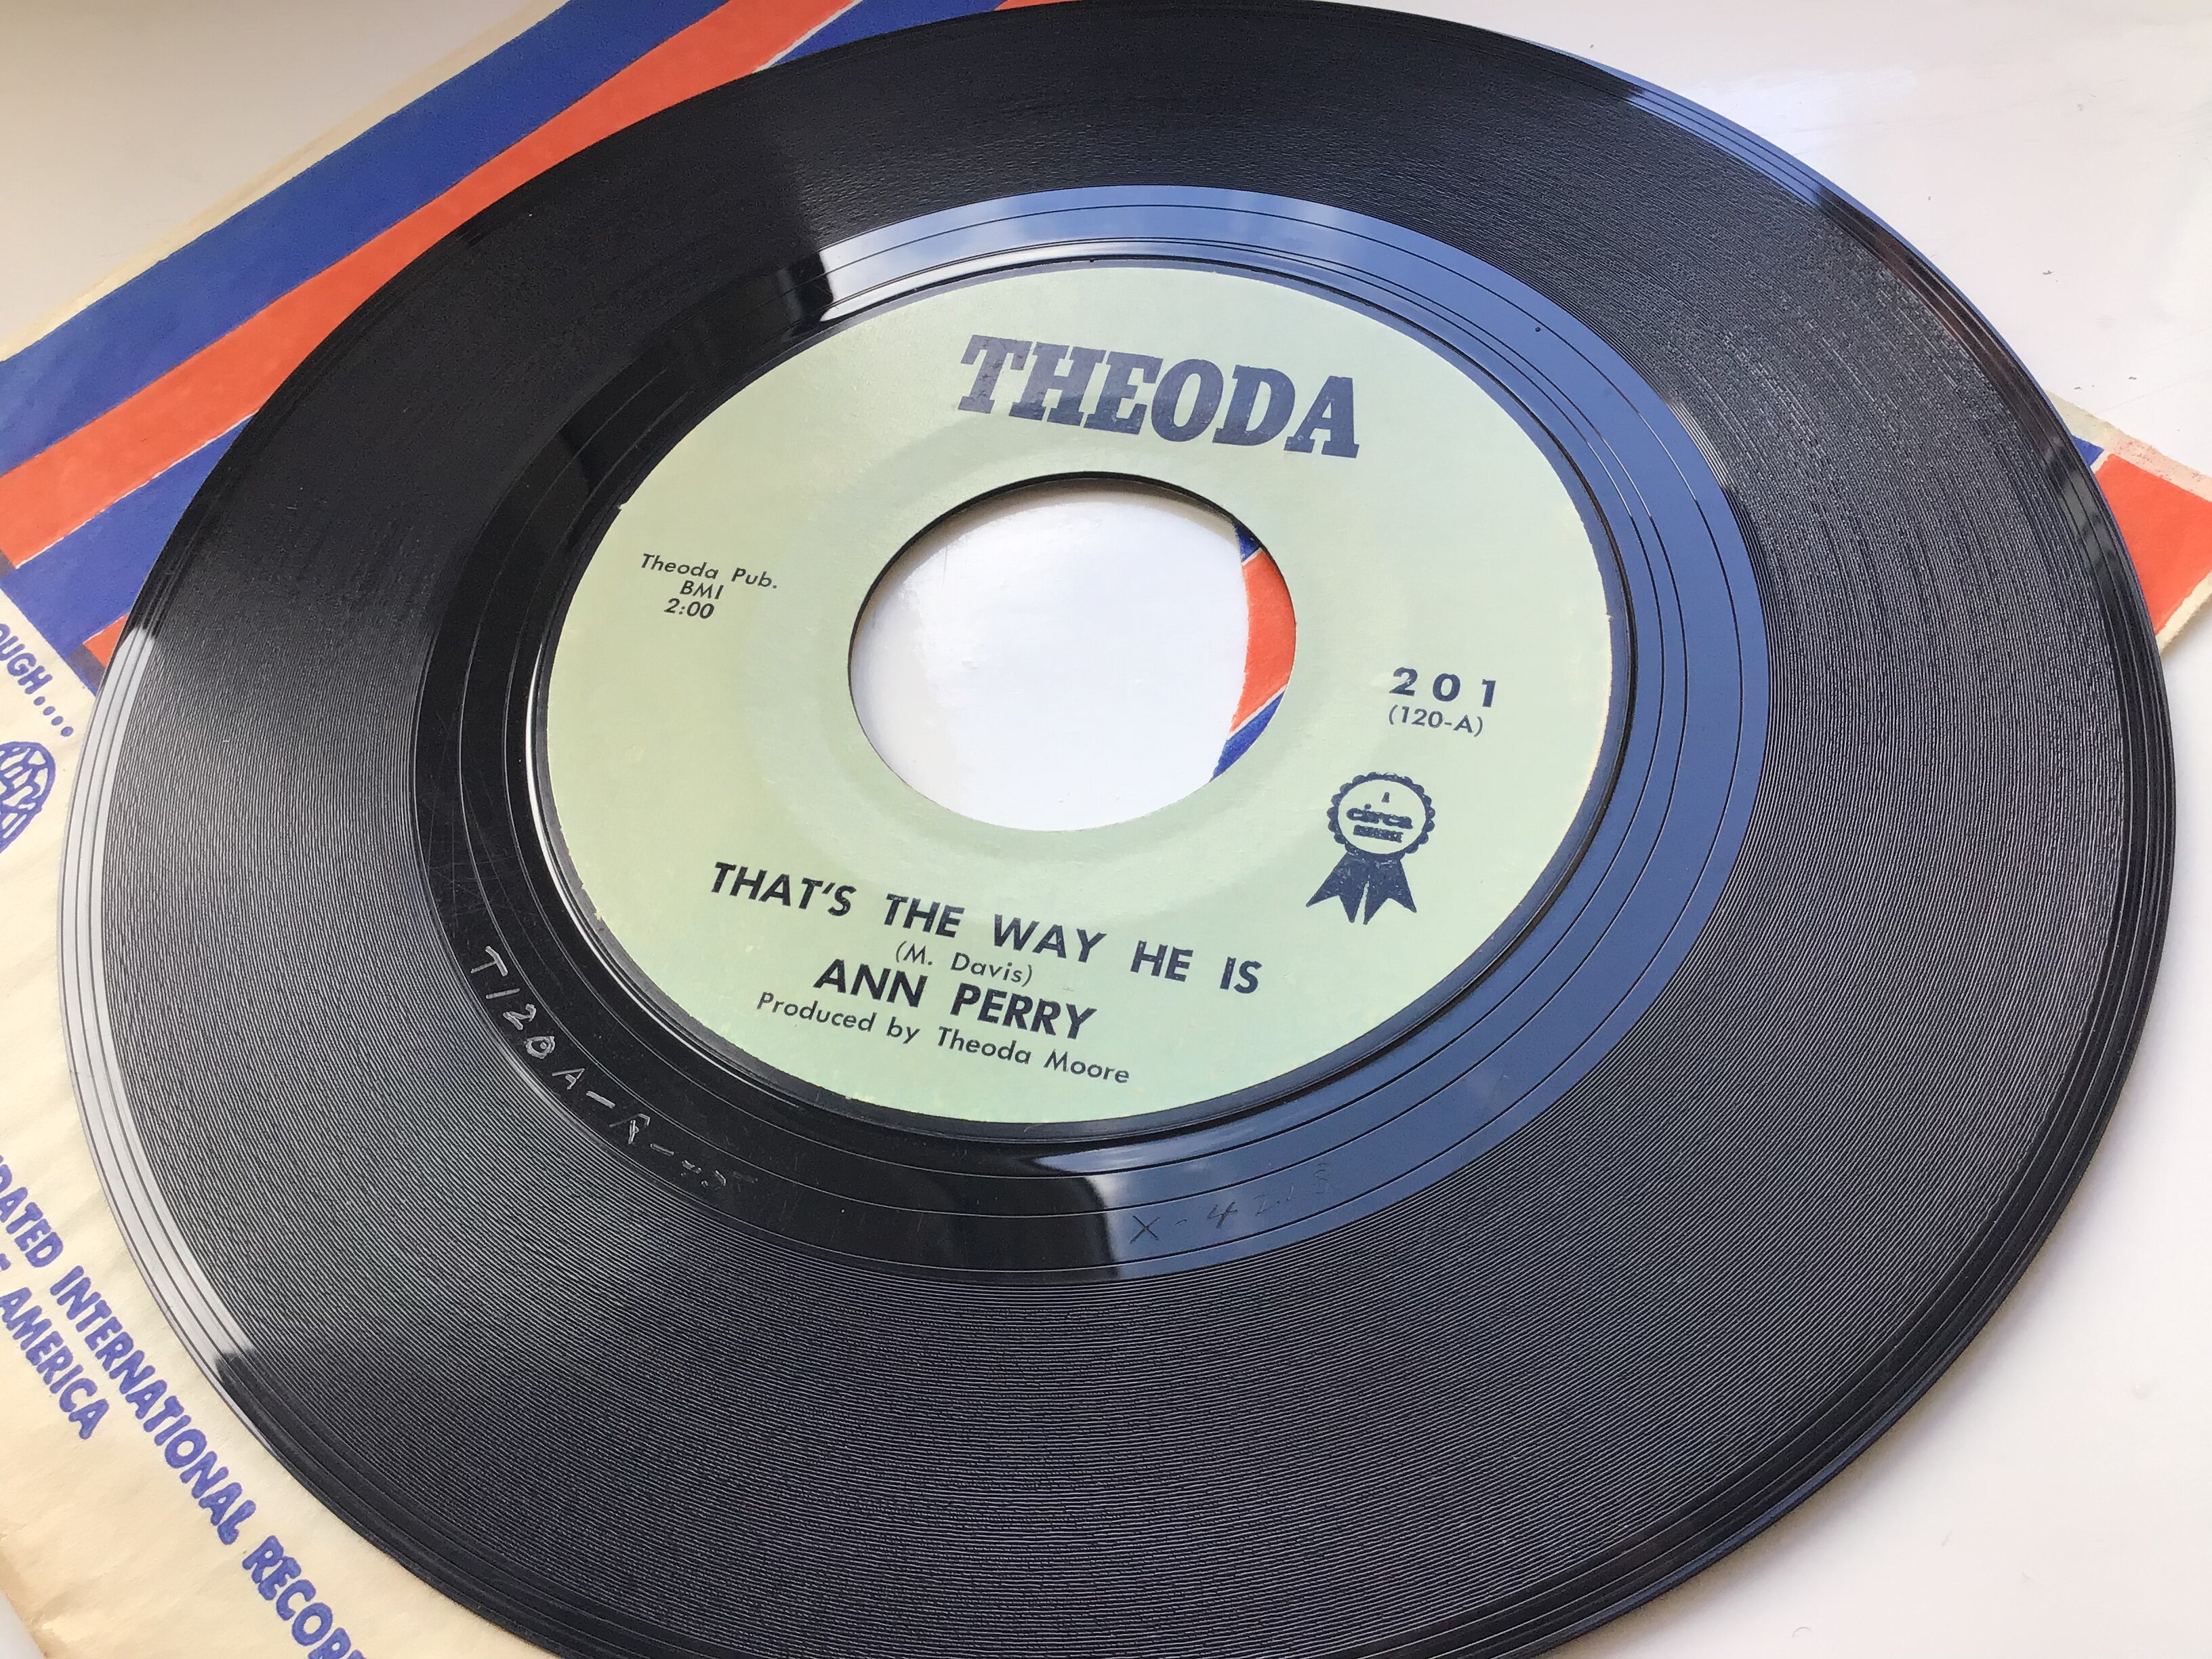 THEODA
Theoda Pub.
BMI
2:00
201
(120-A)
A
circa
THAT'S THE WAY HE IS
(M. Davis)
ANN PERRY
Produced by Theoda Moore
OUGH....
INTERNATIONAL
AMERICA